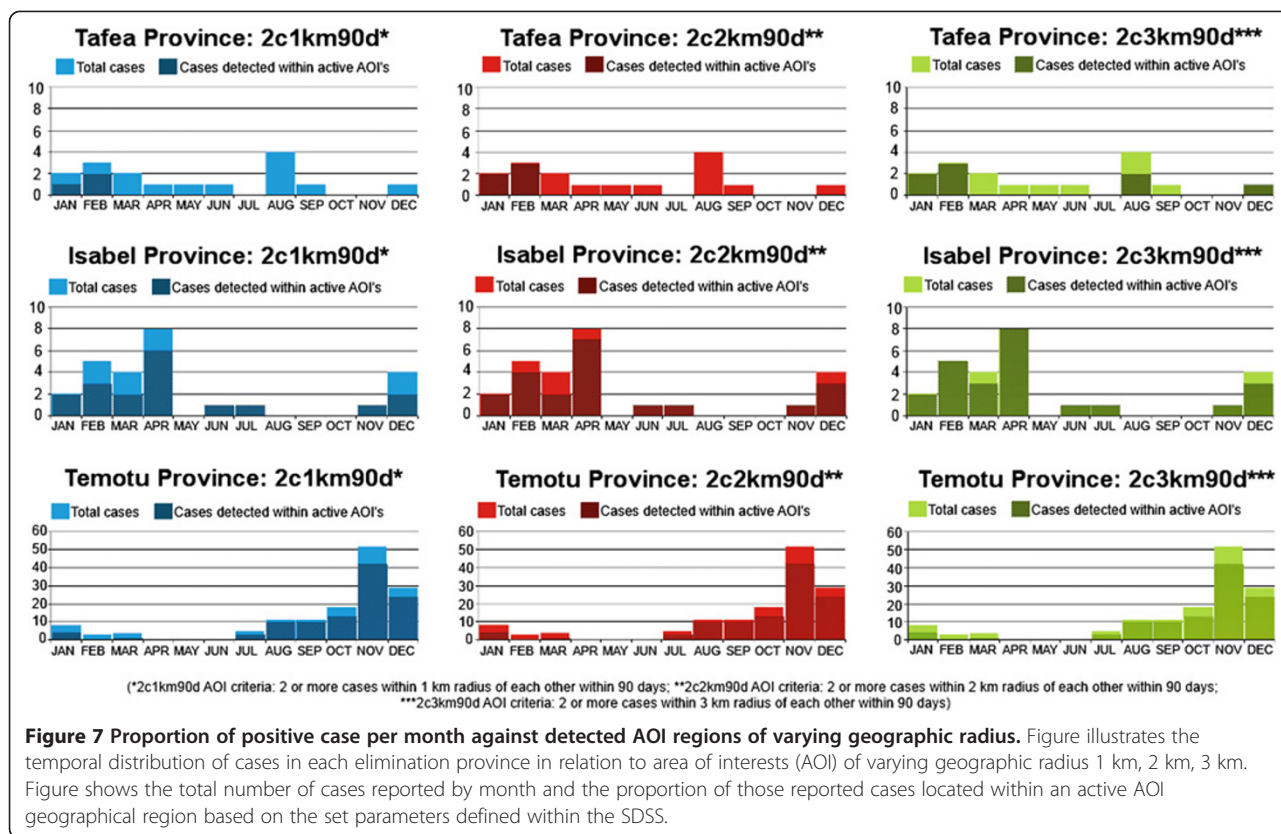 Tafea Province: 2c1km90d*
Total cases Cases detected within active AOI's
10
8
6
4
2
0
JAN FEB MAR APR MAY JUN JUL AUG SEP OCT NOV DEC
Tafea Province: 2c2km90d**
Total cases Cases detected within active AOI's
10
8
6
4
2
0
JAN FEB MAR APR MAY JUN JUL AUG SEP OCT NOV DEC
Tafea Province: 2c3km90d***
Total cases Cases detected within active AOI's
10
8
6
4
2
0
JAN FEB MAR APR MAY JUN JUL AUG SEP OCT NOV DEC
Isabel Province: 2c1km90d*
Total cases Cases detected within active AOI's
10
8
6
4
2
0
JAN FEB MAR APR MAY JUN JUL AUG SEP OCT NOV DEC
Isabel Province: 2c2km90d**
Total cases Cases detected within active AOI's
10
8
6
4
2
0
JAN FEB MAR APR MAY JUN JUL AUG SEP OCT NOV DEC
Isabel Province: 2c3km90d***
Total cases Cases detected within active AOI's
10
8
6
4
2
0
JAN FEB MAR APR MAY JUN JUL AUG SEP OCT NOV DEC
Temotu Province: 2c1km90d*
Total cases Cases detected within active AOI's
60
50
40
30
20
10
0
JAN FEB MAR APR MAY JUN JUL AUG SEP OCT NOV DEC
Temotu Province: 2c2km90d**
Total cases Cases detected within active AOI's
60
50
40
30
20
10
0
JAN FEB MAR APR MAY JUN JUL AUG SEP OCT NOV DEC
Temotu Province: 2c3km90d***
Total cases Cases detected within active AOI's
60
50
40
30
20
10
0
JAN FEB MAR APR MAY JUN JUL AUG SEP OCT NOV DEC
(*2c1km90d AOI criteria: 2 or more cases within 1 km radius of each other within 90 days; **2c2km90d AOI criteria: 2 or more cases within 2 km radius of each other within 90 days;
***2c3km90d AOI criteria: 2 or more cases within 3 km radius of each other within 90 days)
Figure 7 Proportion of positive case per month against detected AOI regions of varying geographic radius. Figure illustrates the
temporal distribution of cases in each elimination province in relation to area of interests (AOI) of varying geographic radius 1 km, 2 km, 3 km.
Figure shows the total number of cases reported by month and the proportion of those reported cases located within an active AOI
geographical region based on the set parameters defined within the SDSS.